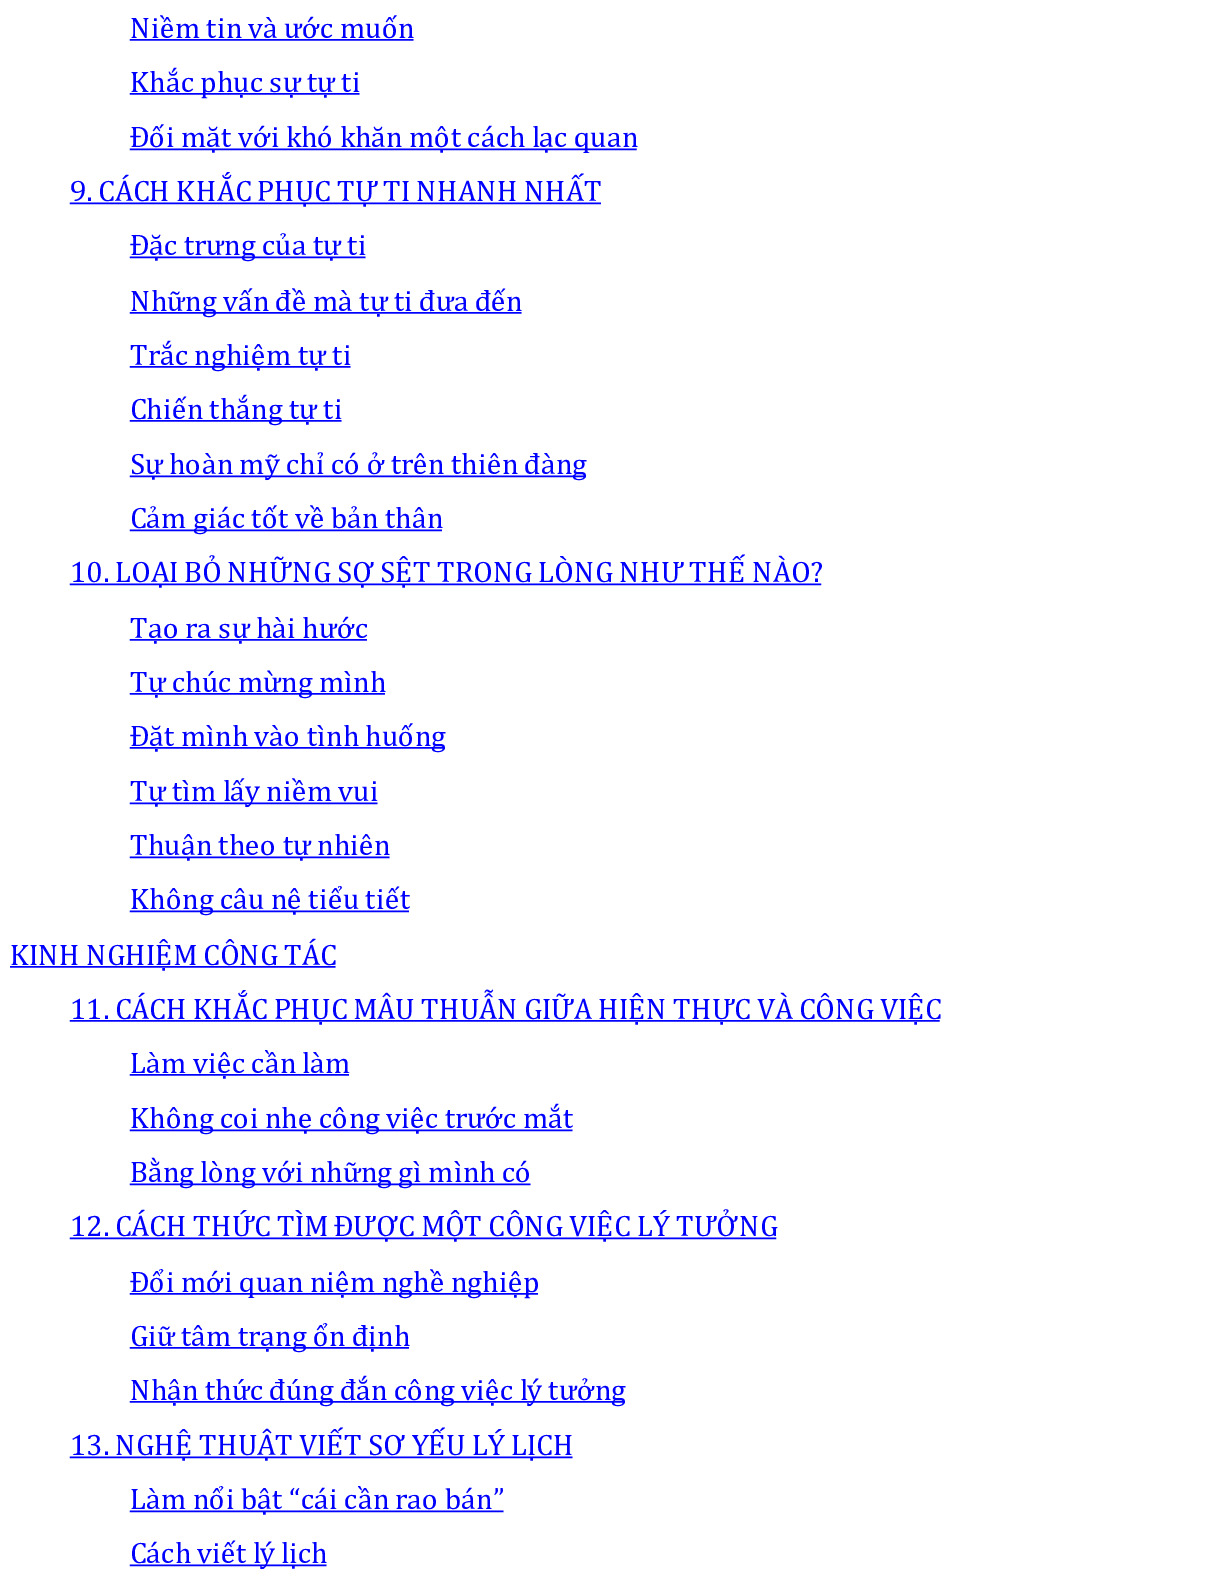 Niềm tin và ước muốn
Khắc phục sự tự ti
Đối mặt với khó khăn một cách lạc quan
9. CÁCH KHẮC PHỤC TỰ TI NHANH NHẤT
Đặc trưng của tự ti
Những vấn đề mà tự ti đưa đến
Trắc nghiệm tự ti
Chiến thắng tự ti
Sự hoàn mỹ chỉ có ở trên thiên đàng
Cảm giác tốt về bản thân
10. LOẠI BỎ NHỮNG SỢ SỆT TRONG LÒNG NHƯ THẾ NÀO?
Tạo ra sự hài hước
Tự chúc mừng mình
Đặt mình vào tình huống
Tự tìm lấy niềm vui
Thuận theo tự nhiên
Không câu nệ tiểu tiết
KINH NGHIỆM CÔNG TÁC
11. CÁCH KHẮC PHỤC MÂU THUẪN GIỮA HIỆN THỰC VÀ CÔNG VIỆC
Làm việc cần làm
Không coi nhẹ công việc trước mắt
Bằng lòng với những gì mình có
12. CÁCH THỨC TÌM ĐƯỢC MỘT CÔNG VIỆC LÝ TƯỞNG
Đổi mới quan niệm nghề nghiệp
Giữ tâm trạng ổn định
Nhận thức đúng đắn công việc lý tưởng
13. NGHỆ THUẬT VIẾT SƠ YẾU LÝ LỊCH
Làm nổi bật “cái cần rao bán”
Cách viết lý lịch